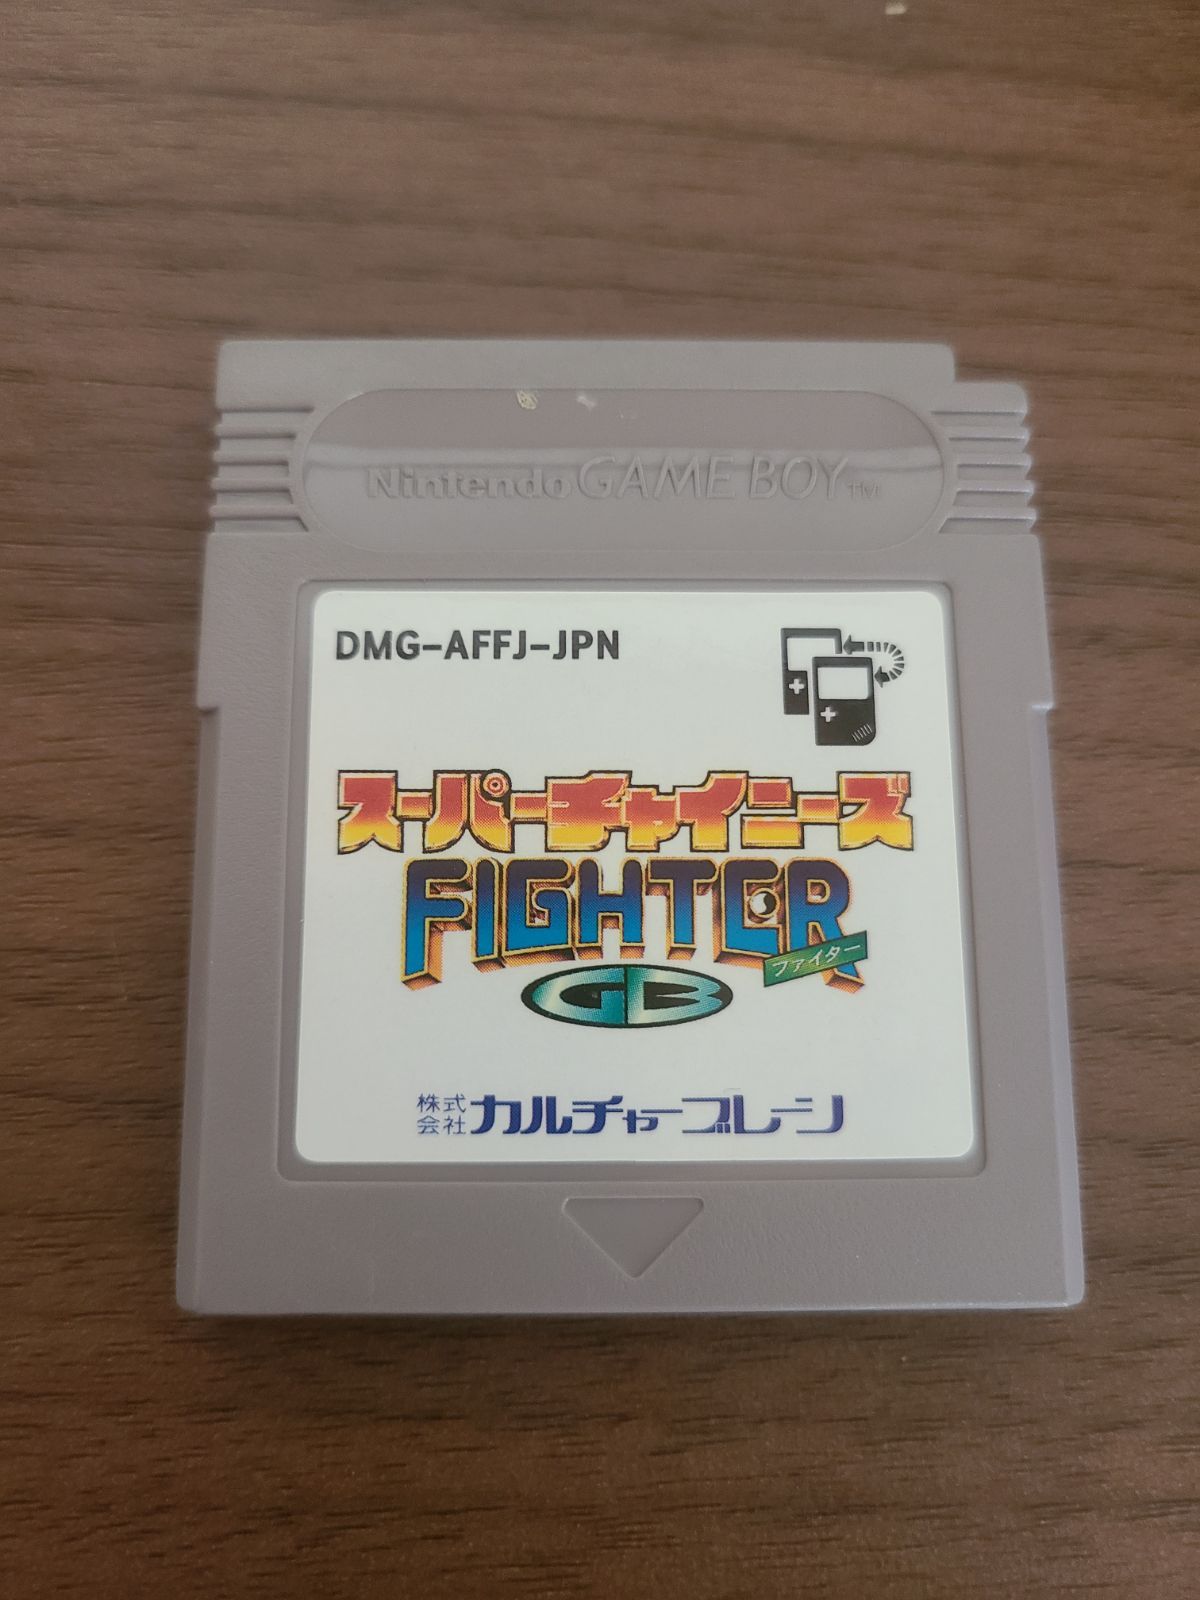 Nintendo GAME BOY TM
DMG-AFFJ-JPN
スーパーチャイニーズ
FIGHTER
ファイター
GB
株式会社カルチャーブレーン